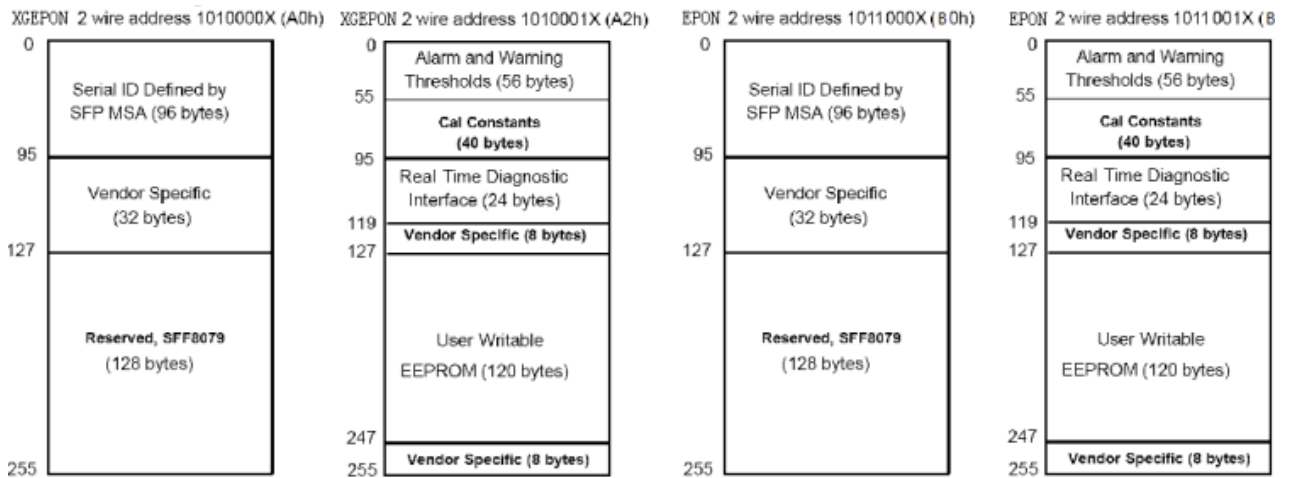 XGEPON 2 wire address 1010000X (A0h)
0
Serial ID Defined by
SFP MSA (96 bytes)
95
Vendor Specific
(32 bytes)
127
Reserved, SFF8079
(128 bytes)
255
XGEPON 2 wire address 1010001X (A2h)
0
Alarm and Warning
Thresholds (56 bytes)
55
Cal Constants
(40 bytes)
95
Real Time Diagnostic
Interface (24 bytes)
119
Vendor Specific (8 bytes)
127
User Writable
EEPROM (120 bytes)
247
Vendor Specific (8 bytes)
255
EPON 2 wire address 1011000X (B0h)
0
Serial ID Defined by
SFP MSA (96 bytes)
95
Vendor Specific
(32 bytes)
127
Reserved, SFF8079
(128 bytes)
255
EPON 2 wire address 1011001X (B
0
Alarm and Warning
Thresholds (56 bytes)
55
Cal Constants
(40 bytes)
95
Real Time Diagnostic
Interface (24 bytes)
119
Vendor Specific (8 bytes)
127
User Writable
EEPROM (120 bytes)
247
Vendor Specific (8 bytes)
255